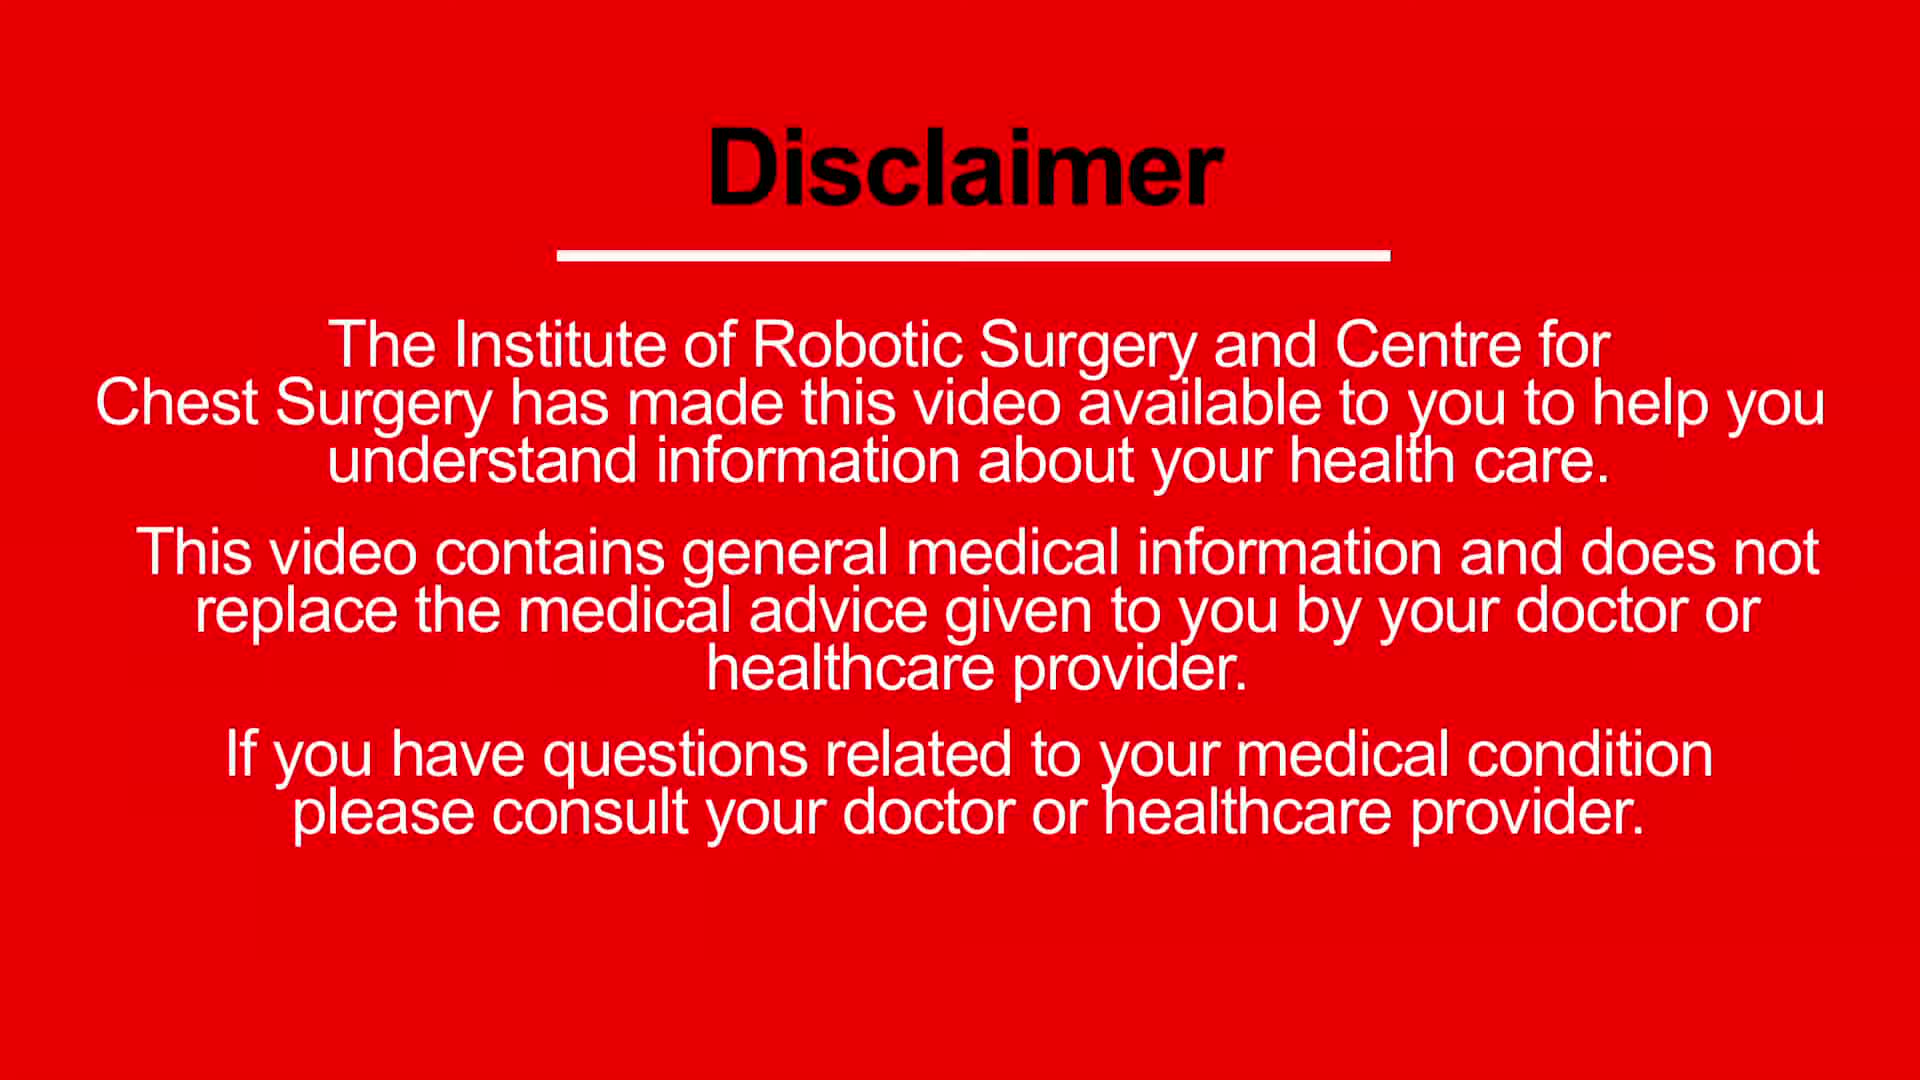 Disclaimer
The Institute of Robotic Surgery and Centre for
Chest Surgery has made this video available to you to help you
understand information about your health care.
This video contains general medical information and does not
replace the medical advice given to you by your doctor or
healthcare provider.
If you have questions related to your medical condition
please consult your doctor or healthcare provider.